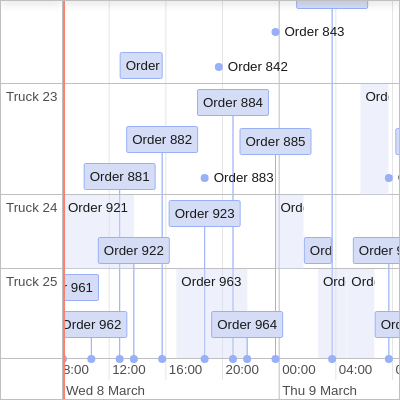 Order 843
Order
Order 842
Truck 23
Order 884
Ord
Order 882
Order 885
Order 881
Order 883
Truck 24
Order 921
Order 923
Ord
Order 922
Ord
Order 9
Truck 25
961
Order 963
Ord
Ord
Order 962
Order 964
Ord
8:00
12:00
16:00
20:00
00:00
04:00
Wed 8 March
Thu 9 March